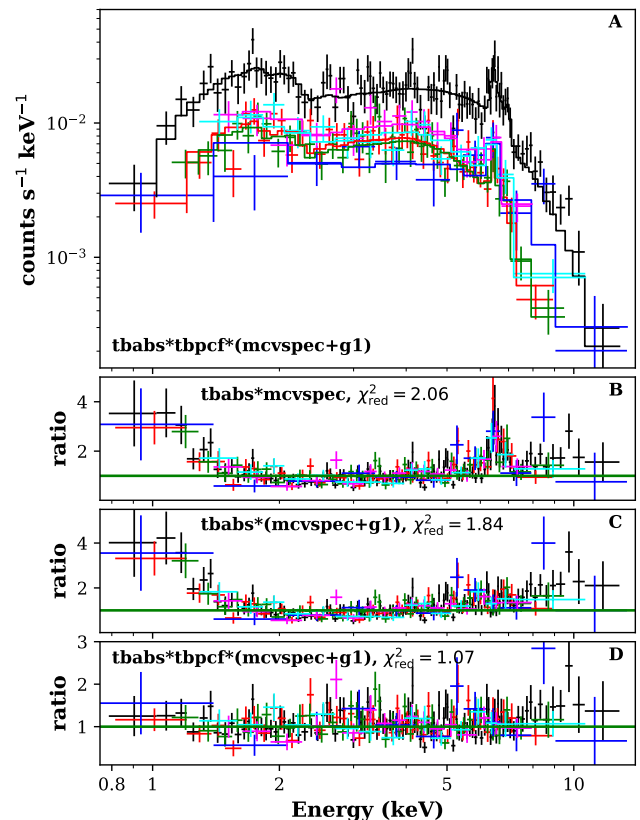 A
counts s⁻¹ keV⁻¹
10⁻²
10⁻³
tbabs*tbpcf*(mcvspec+g1)
B
tbabs*mcvspec, χ²red = 2.06
ratio
4
2
C
tbabs*(mcvspec+g1), χ²red = 1.84
ratio
4
2
D
tbabs*tbpcf*(mcvspec+g1), χ²red = 1.07
ratio
3
2
1
0.8 1 2 5 10
Energy (keV)